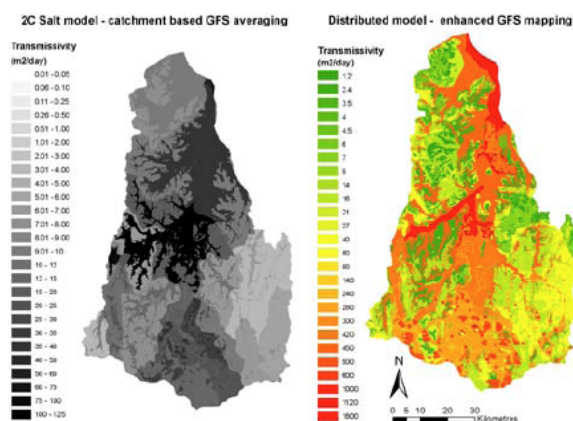 2C Salt model - catchment based GFS averaging
Transmissivity
(m2/day)
0.01 - 0.05
0.06 - 0.10
0.11 - 0.25
0.26 - 0.50
0.51 - 1.00
1.01 - 2.00
2.01 - 3.00
3.01 - 4.00
4.01 - 5.00
5.01 - 6.00
6.01 - 7.00
7.01 - 8.00
8.01 - 9.00
9.01 - 10
10 - 12
12 - 15
15 - 20
20 - 25
25 - 30
30 - 35
35 - 40
40 - 50
50 - 60
60 - 75
75 - 100
100 - 125
Distributed model - enhanced GFS mapping
Transmissivity
(m2/day)
1.2
2.4
3.5
4
4.5
6
7
9
14
16
21
27
40
80
90
140
240
280
300
420
500
600
1000
1120
1800
N
0 5 10 20 30
Kilometres